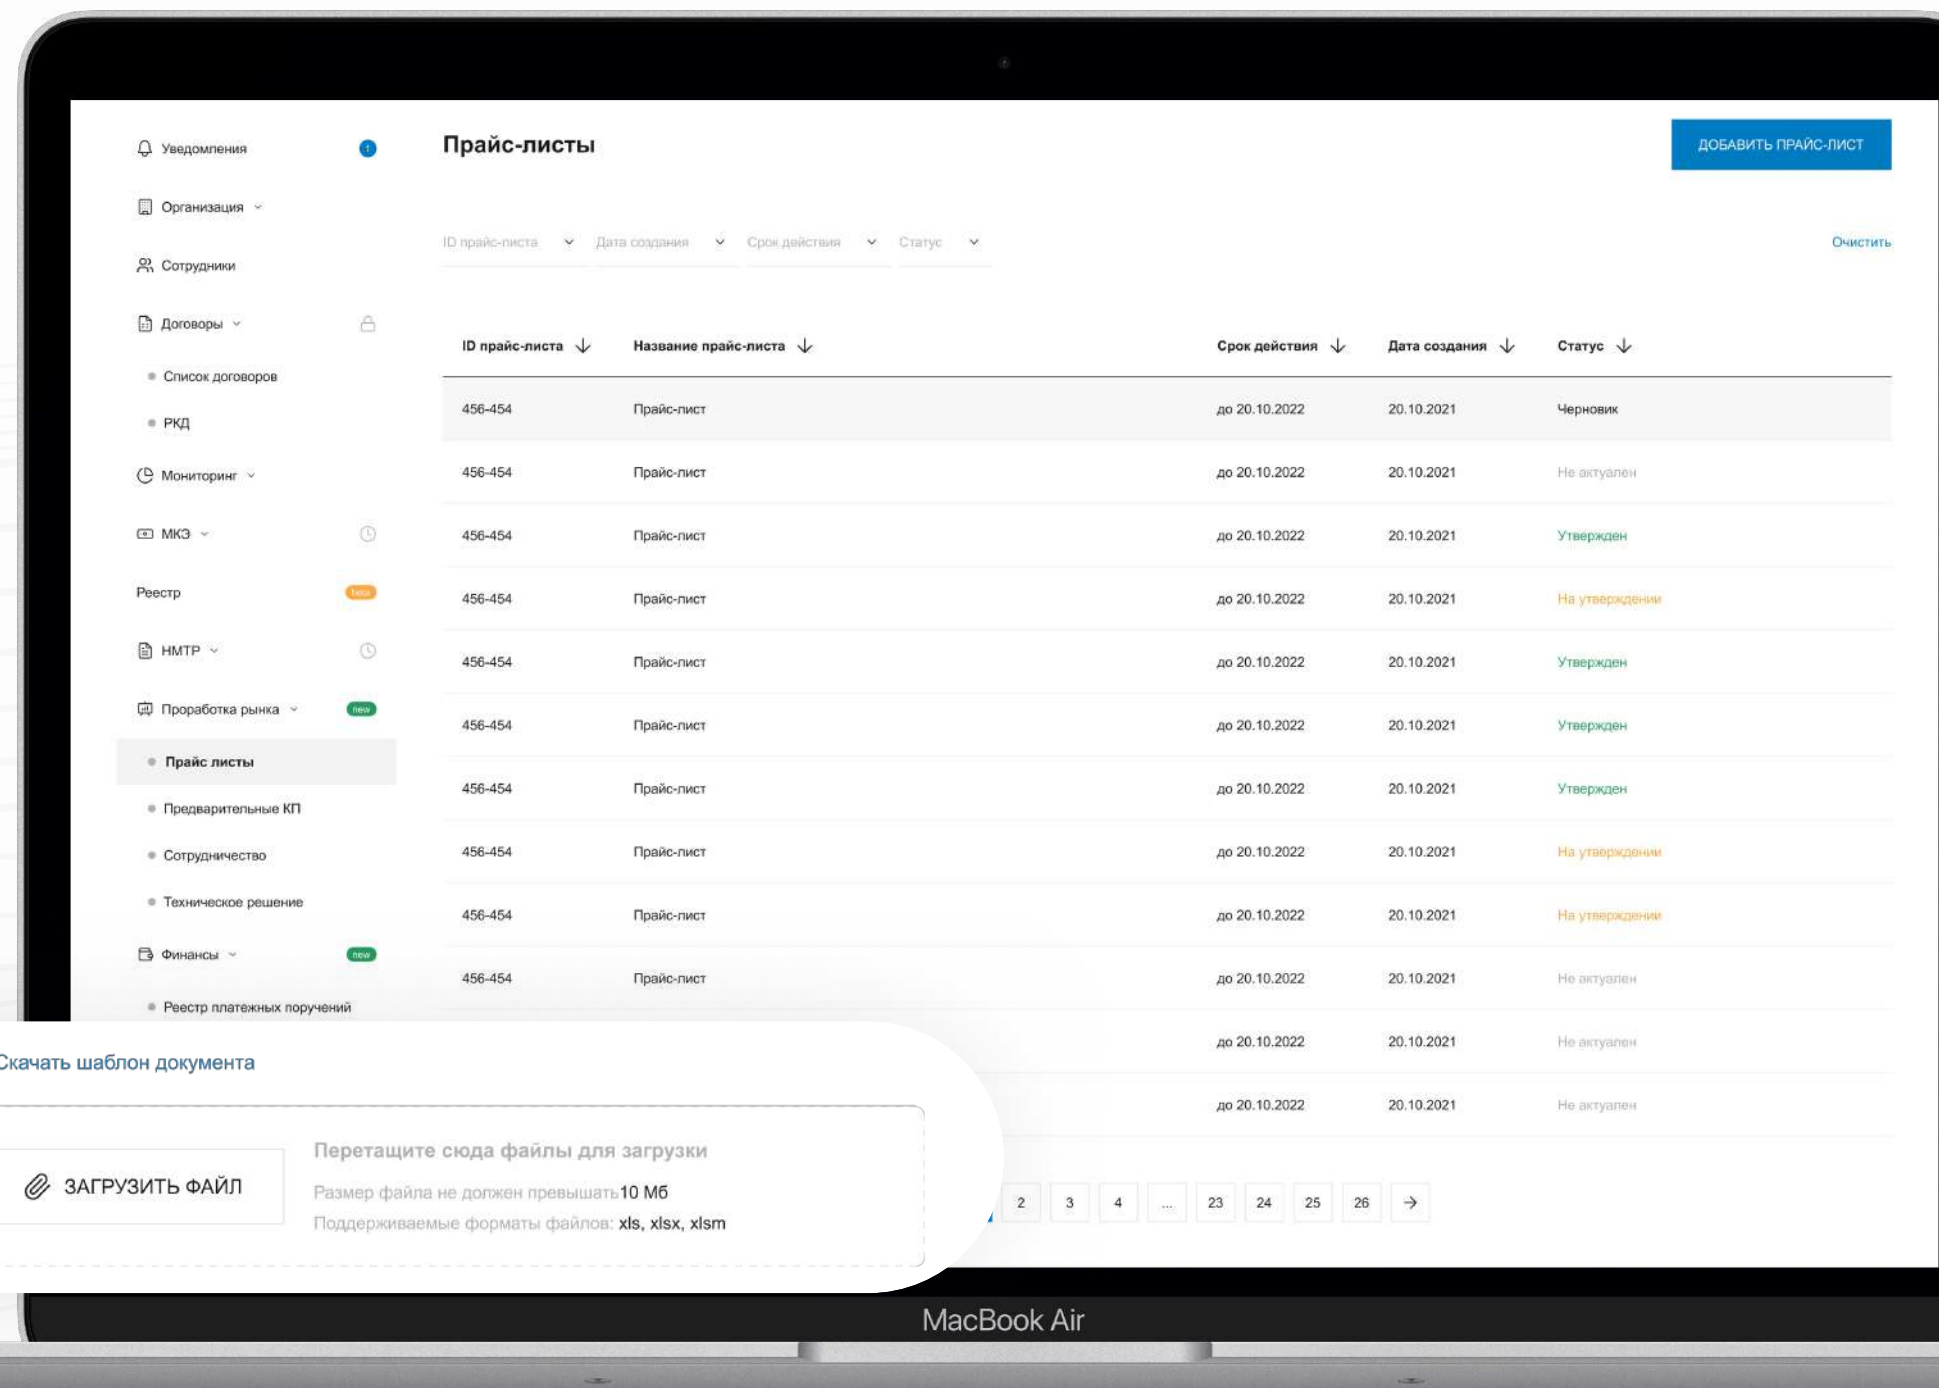 Уведомления 1
Организация
Сотрудники
Договоры
Список договоров
РКД
Мониторинг
МКЭ
Реестр beta
НМТР
Проработка рынка new
Прайс листы
Предварительные КП
Сотрудничество
Техническое решение
Финансы new
Реестр платежных поручений
Прайс-листы
ДОБАВИТЬ ПРАЙС-ЛИСТ
ID прайс-листа Дата создания Срок действия Статус Очистить
ID прайс-листа Название прайс-листа Срок действия Дата создания Статус
456-454 Прайс-лист до 20.10.2022 20.10.2021 Черновик
456-454 Прайс-лист до 20.10.2022 20.10.2021 Не актуален
456-454 Прайс-лист до 20.10.2022 20.10.2021 Утвержден
456-454 Прайс-лист до 20.10.2022 20.10.2021 На утверждении
456-454 Прайс-лист до 20.10.2022 20.10.2021 Утвержден
456-454 Прайс-лист до 20.10.2022 20.10.2021 Утвержден
456-454 Прайс-лист до 20.10.2022 20.10.2021 Утвержден
456-454 Прайс-лист до 20.10.2022 20.10.2021 На утверждении
456-454 Прайс-лист до 20.10.2022 20.10.2021 На утверждении
456-454 Прайс-лист до 20.10.2022 20.10.2021 Не актуален
до 20.10.2022 20.10.2021 Не актуален
до 20.10.2022 20.10.2021 Не актуален
2 3 4 ... 23 24 25 26
Скачать шаблон документа
ЗАГРУЗИТЬ ФАЙЛ
Перетащите сюда файлы для загрузки
Размер файла не должен превышать 10 Мб
Поддерживаемые форматы файлов: xls, xlsx, xlsm
MacBook Air